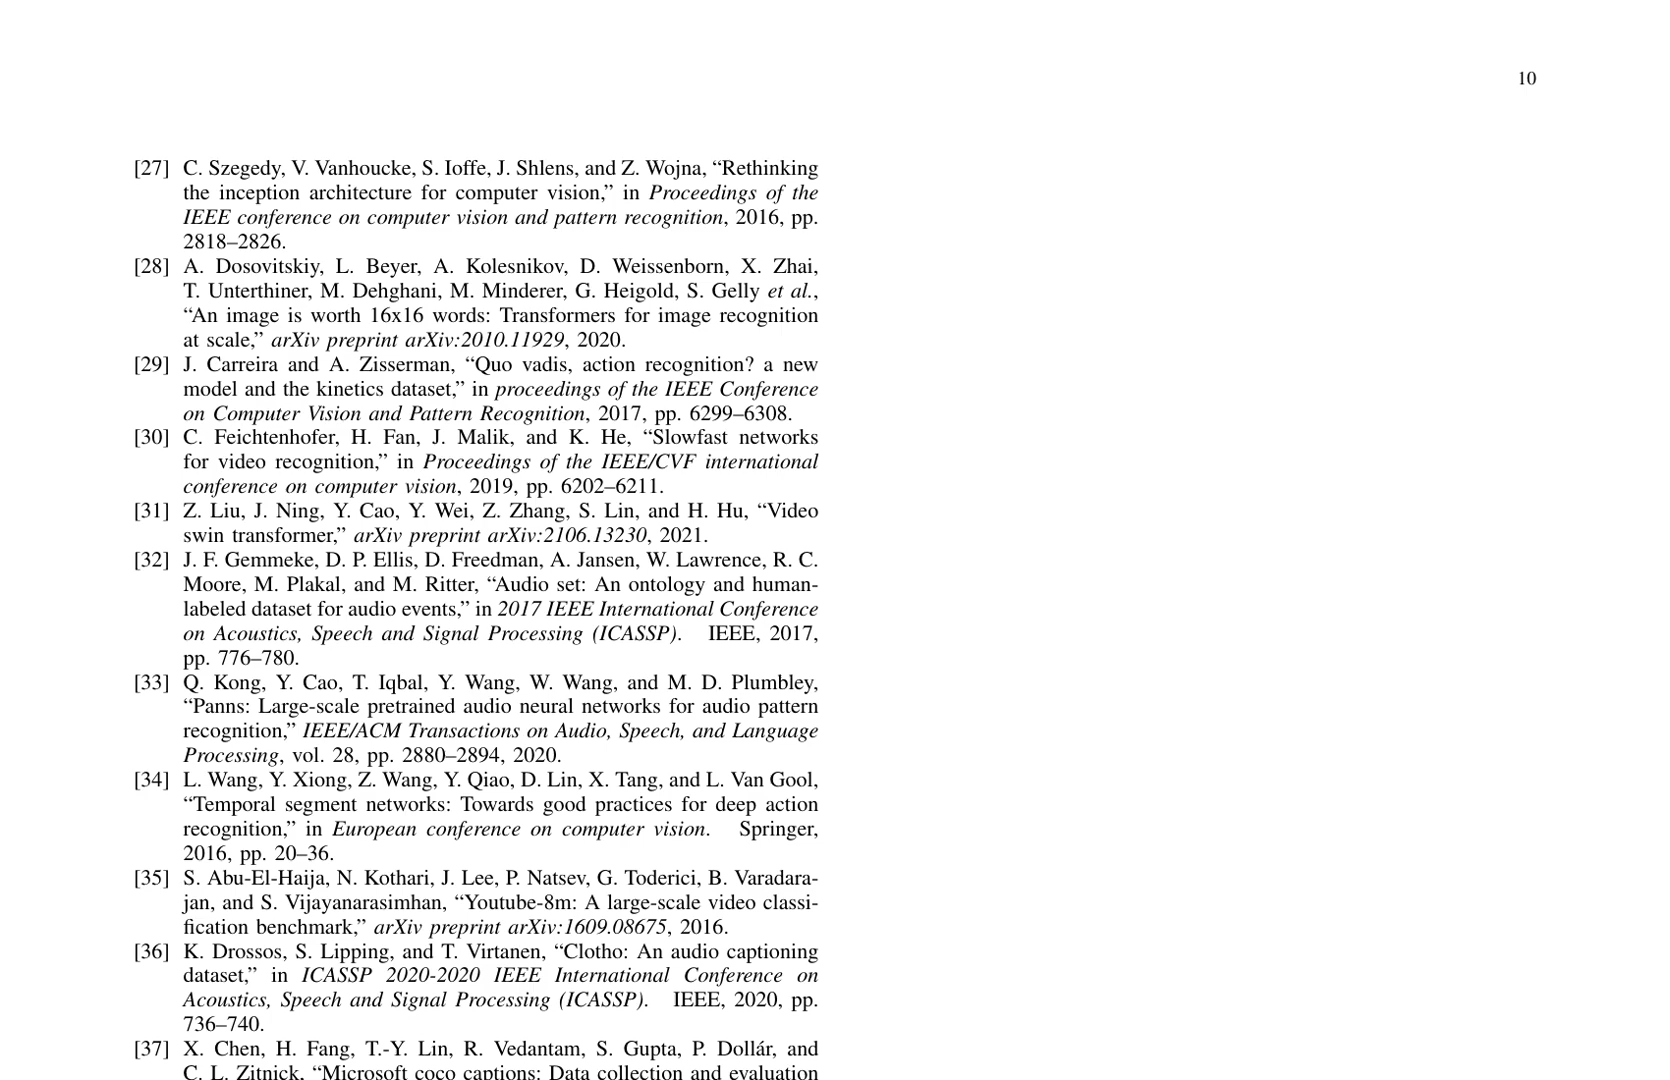 10
[27] C. Szegedy, V. Vanhoucke, S. Ioffe, J. Shlens, and Z. Wojna, “Rethinking
the inception architecture for computer vision,” in Proceedings of the
IEEE conference on computer vision and pattern recognition, 2016, pp.
2818–2826.
[28] A. Dosovitskiy, L. Beyer, A. Kolesnikov, D. Weissenborn, X. Zhai,
T. Unterthiner, M. Dehghani, M. Minderer, G. Heigold, S. Gelly et al.,
“An image is worth 16x16 words: Transformers for image recognition
at scale,” arXiv preprint arXiv:2010.11929, 2020.
[29] J. Carreira and A. Zisserman, “Quo vadis, action recognition? a new
model and the kinetics dataset,” in proceedings of the IEEE Conference
on Computer Vision and Pattern Recognition, 2017, pp. 6299–6308.
[30] C. Feichtenhofer, H. Fan, J. Malik, and K. He, “Slowfast networks
for video recognition,” in Proceedings of the IEEE/CVF international
conference on computer vision, 2019, pp. 6202–6211.
[31] Z. Liu, J. Ning, Y. Cao, Y. Wei, Z. Zhang, S. Lin, and H. Hu, “Video
swin transformer,” arXiv preprint arXiv:2106.13230, 2021.
[32] J. F. Gemmeke, D. P. Ellis, D. Freedman, A. Jansen, W. Lawrence, R. C.
Moore, M. Plakal, and M. Ritter, “Audio set: An ontology and human-
labeled dataset for audio events,” in 2017 IEEE International Conference
on Acoustics, Speech and Signal Processing (ICASSP). IEEE, 2017,
pp. 776–780.
[33] Q. Kong, Y. Cao, T. Iqbal, Y. Wang, W. Wang, and M. D. Plumbley,
“Panns: Large-scale pretrained audio neural networks for audio pattern
recognition,” IEEE/ACM Transactions on Audio, Speech, and Language
Processing, vol. 28, pp. 2880–2894, 2020.
[34] L. Wang, Y. Xiong, Z. Wang, Y. Qiao, D. Lin, X. Tang, and L. Van Gool,
“Temporal segment networks: Towards good practices for deep action
recognition,” in European conference on computer vision. Springer,
2016, pp. 20–36.
[35] S. Abu-El-Haija, N. Kothari, J. Lee, P. Natsev, G. Toderici, B. Varadara-
jan, and S. Vijayanarasimhan, “Youtube-8m: A large-scale video classi-
fication benchmark,” arXiv preprint arXiv:1609.08675, 2016.
[36] K. Drossos, S. Lipping, and T. Virtanen, “Clotho: An audio captioning
dataset,” in ICASSP 2020-2020 IEEE International Conference on
Acoustics, Speech and Signal Processing (ICASSP). IEEE, 2020, pp.
736–740.
[37] X. Chen, H. Fang, T.-Y. Lin, R. Vedantam, S. Gupta, P. Dollár, and
C. L. Zitnick, “Microsoft coco captions: Data collection and evaluation